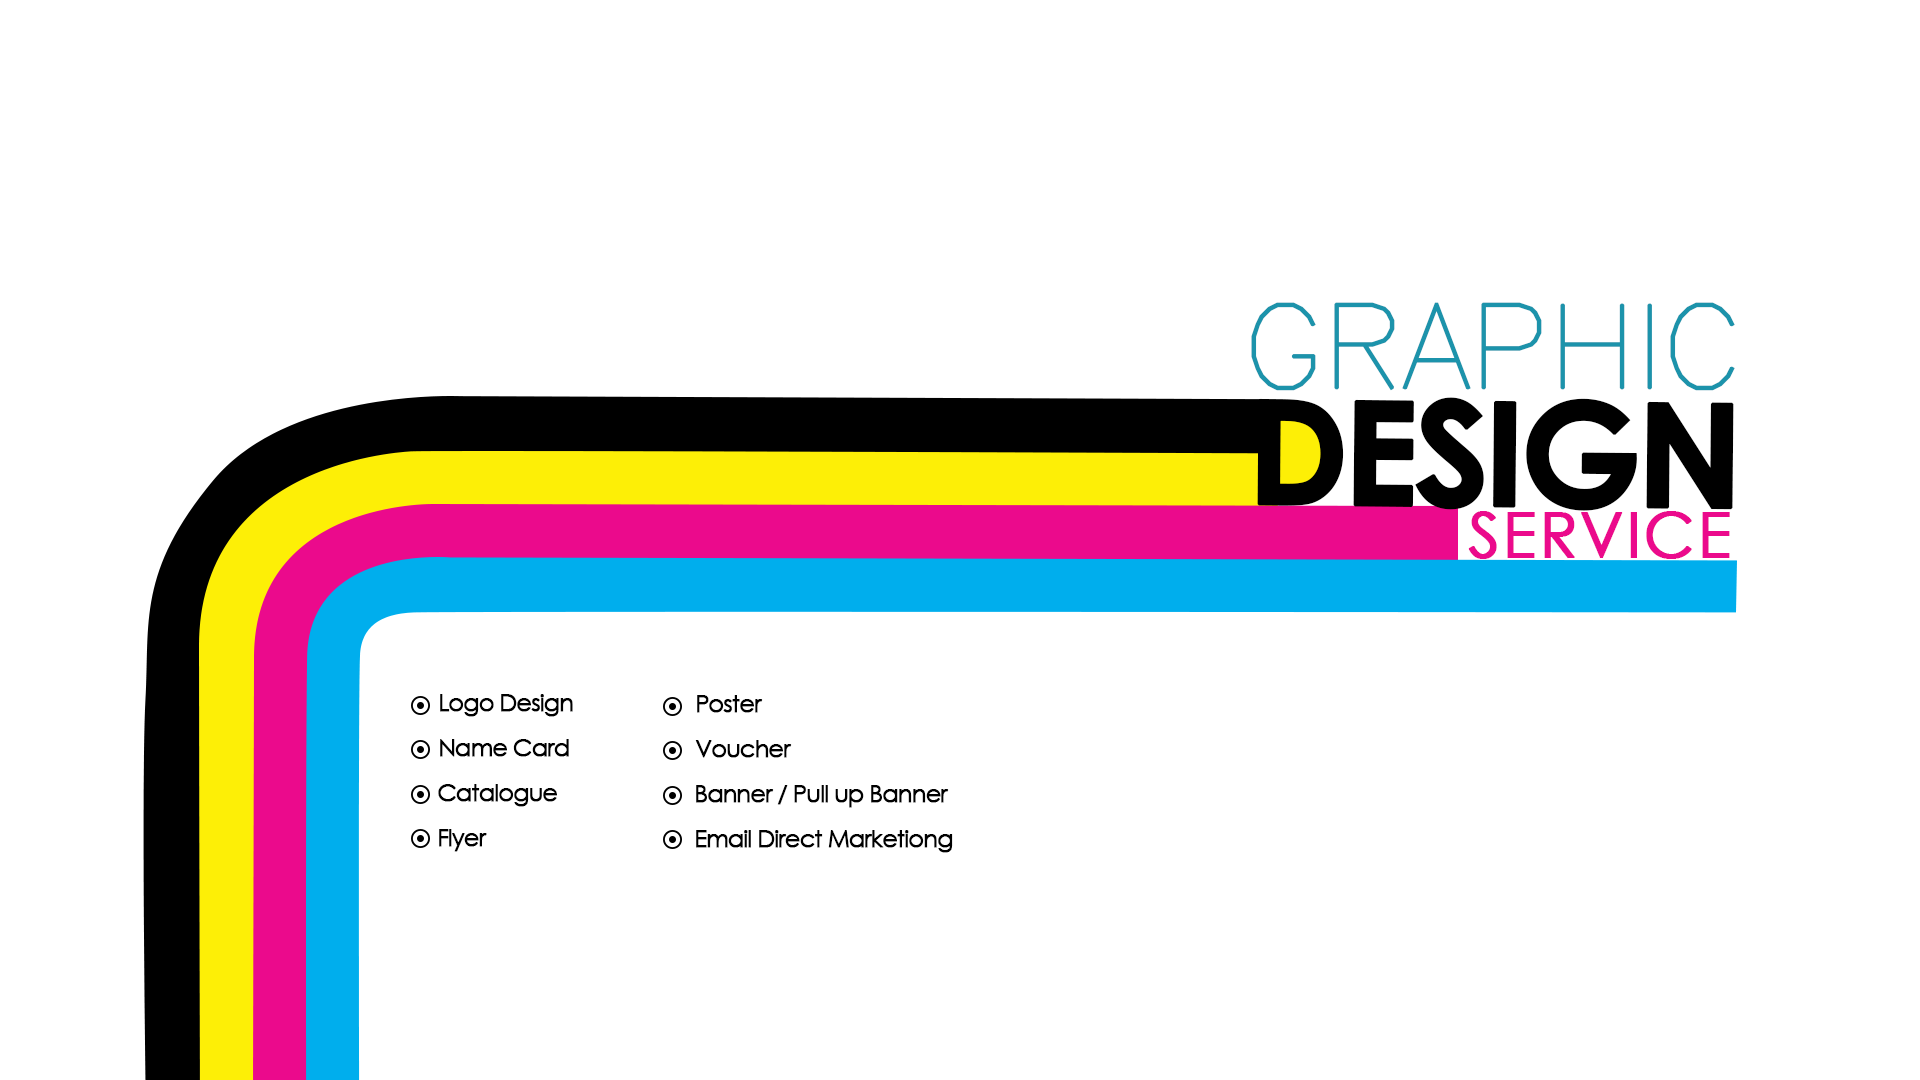 GRAPHIC
DESIGN
SERVICE
Logo Design
Name Card
Catalogue
Flyer
Poster
Voucher
Banner / Pull up Banner
Email Direct Marketiong